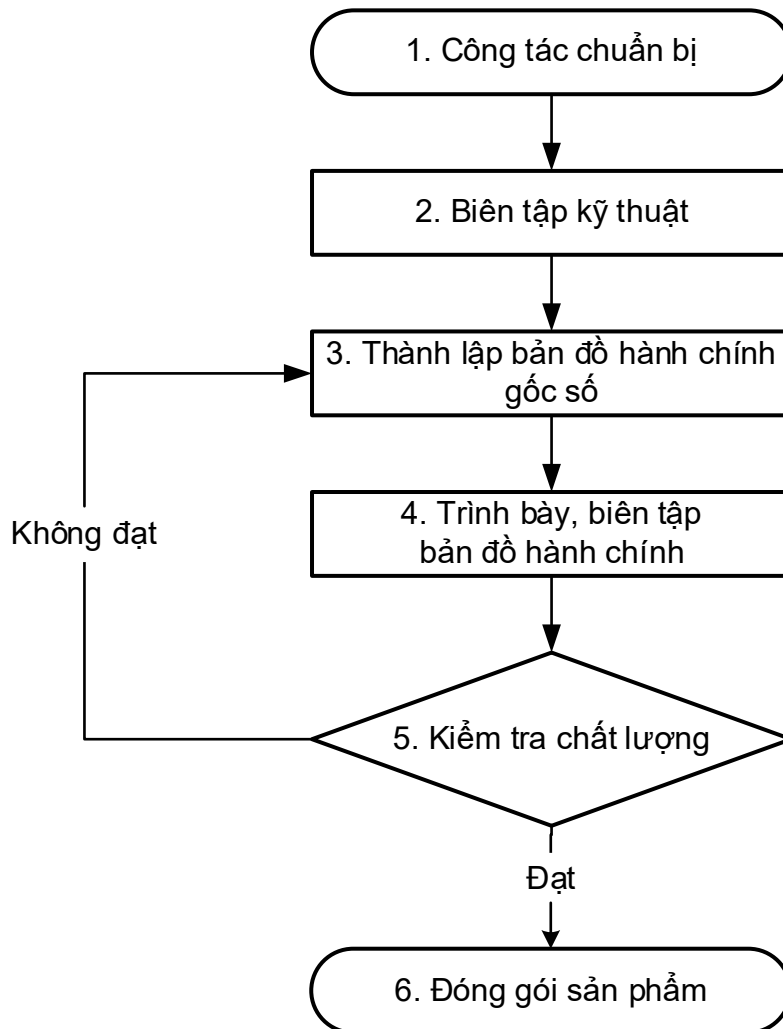 1. Công tác chuẩn bị
2. Biên tập kỹ thuật
3. Thành lập bản đồ hành chính
gốc số
4. Trình bày, biên tập
bản đồ hành chính
Không đạt
5. Kiểm tra chất lượng
Đạt
6. Đóng gói sản phẩm